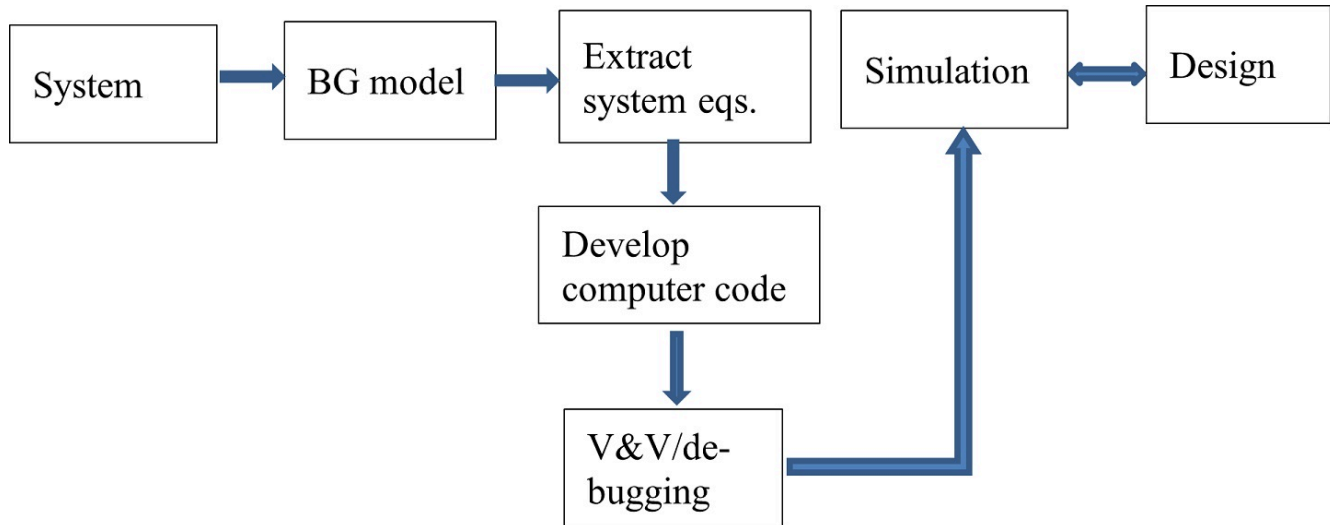 System
BG model
Extract
system eqs.
Simulation
Design
Develop
computer code
V&V/de-
bugging